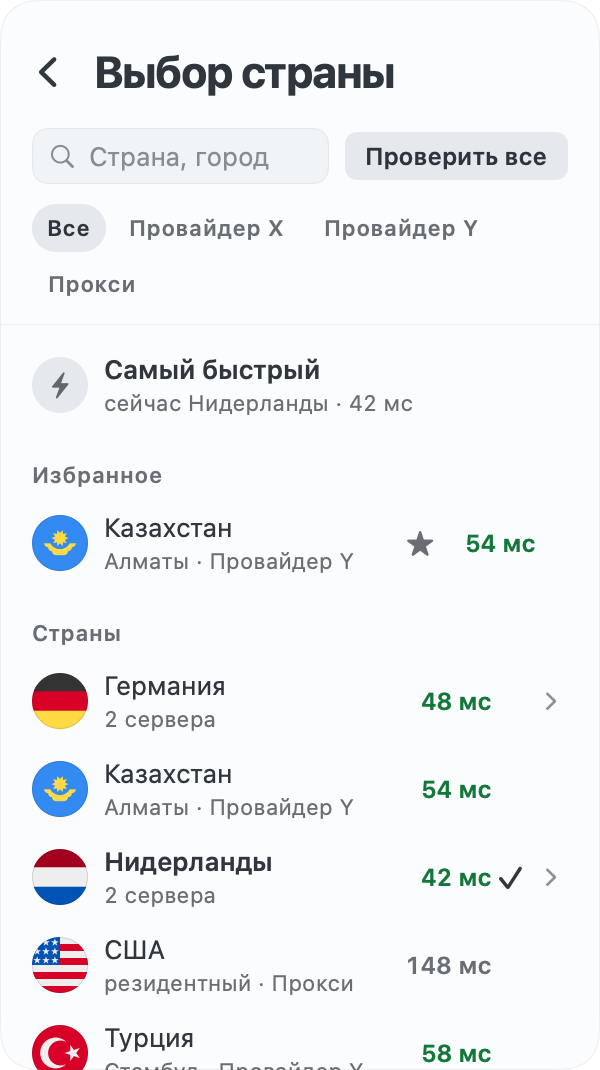 Выбор страны
Страна, город
Проверить все
Все
Провайдер X
Провайдер Y
Прокси
Самый быстрый
сейчас Нидерланды · 42 мс
Избранное
Казахстан
54 мс
Алматы · Провайдер Y
Страны
Германия
48 мс
2 сервера
Казахстан
54 мс
Алматы · Провайдер Y
Нидерланды
42 мс
2 сервера
США
148 мс
резидентный · Прокси
Турция
58 мс
Стамбул · Провайдер Y